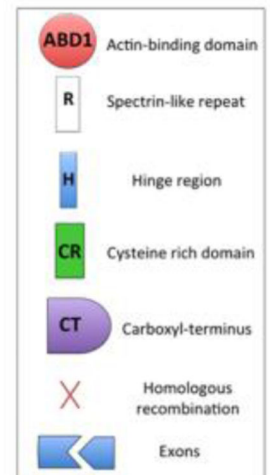 ABD1 Actin-binding domain
R Spectrin-like repeat
H Hinge region
CR Cysteine rich domain
CT Carboxyl-terminus
Homologous
recombination
Exons